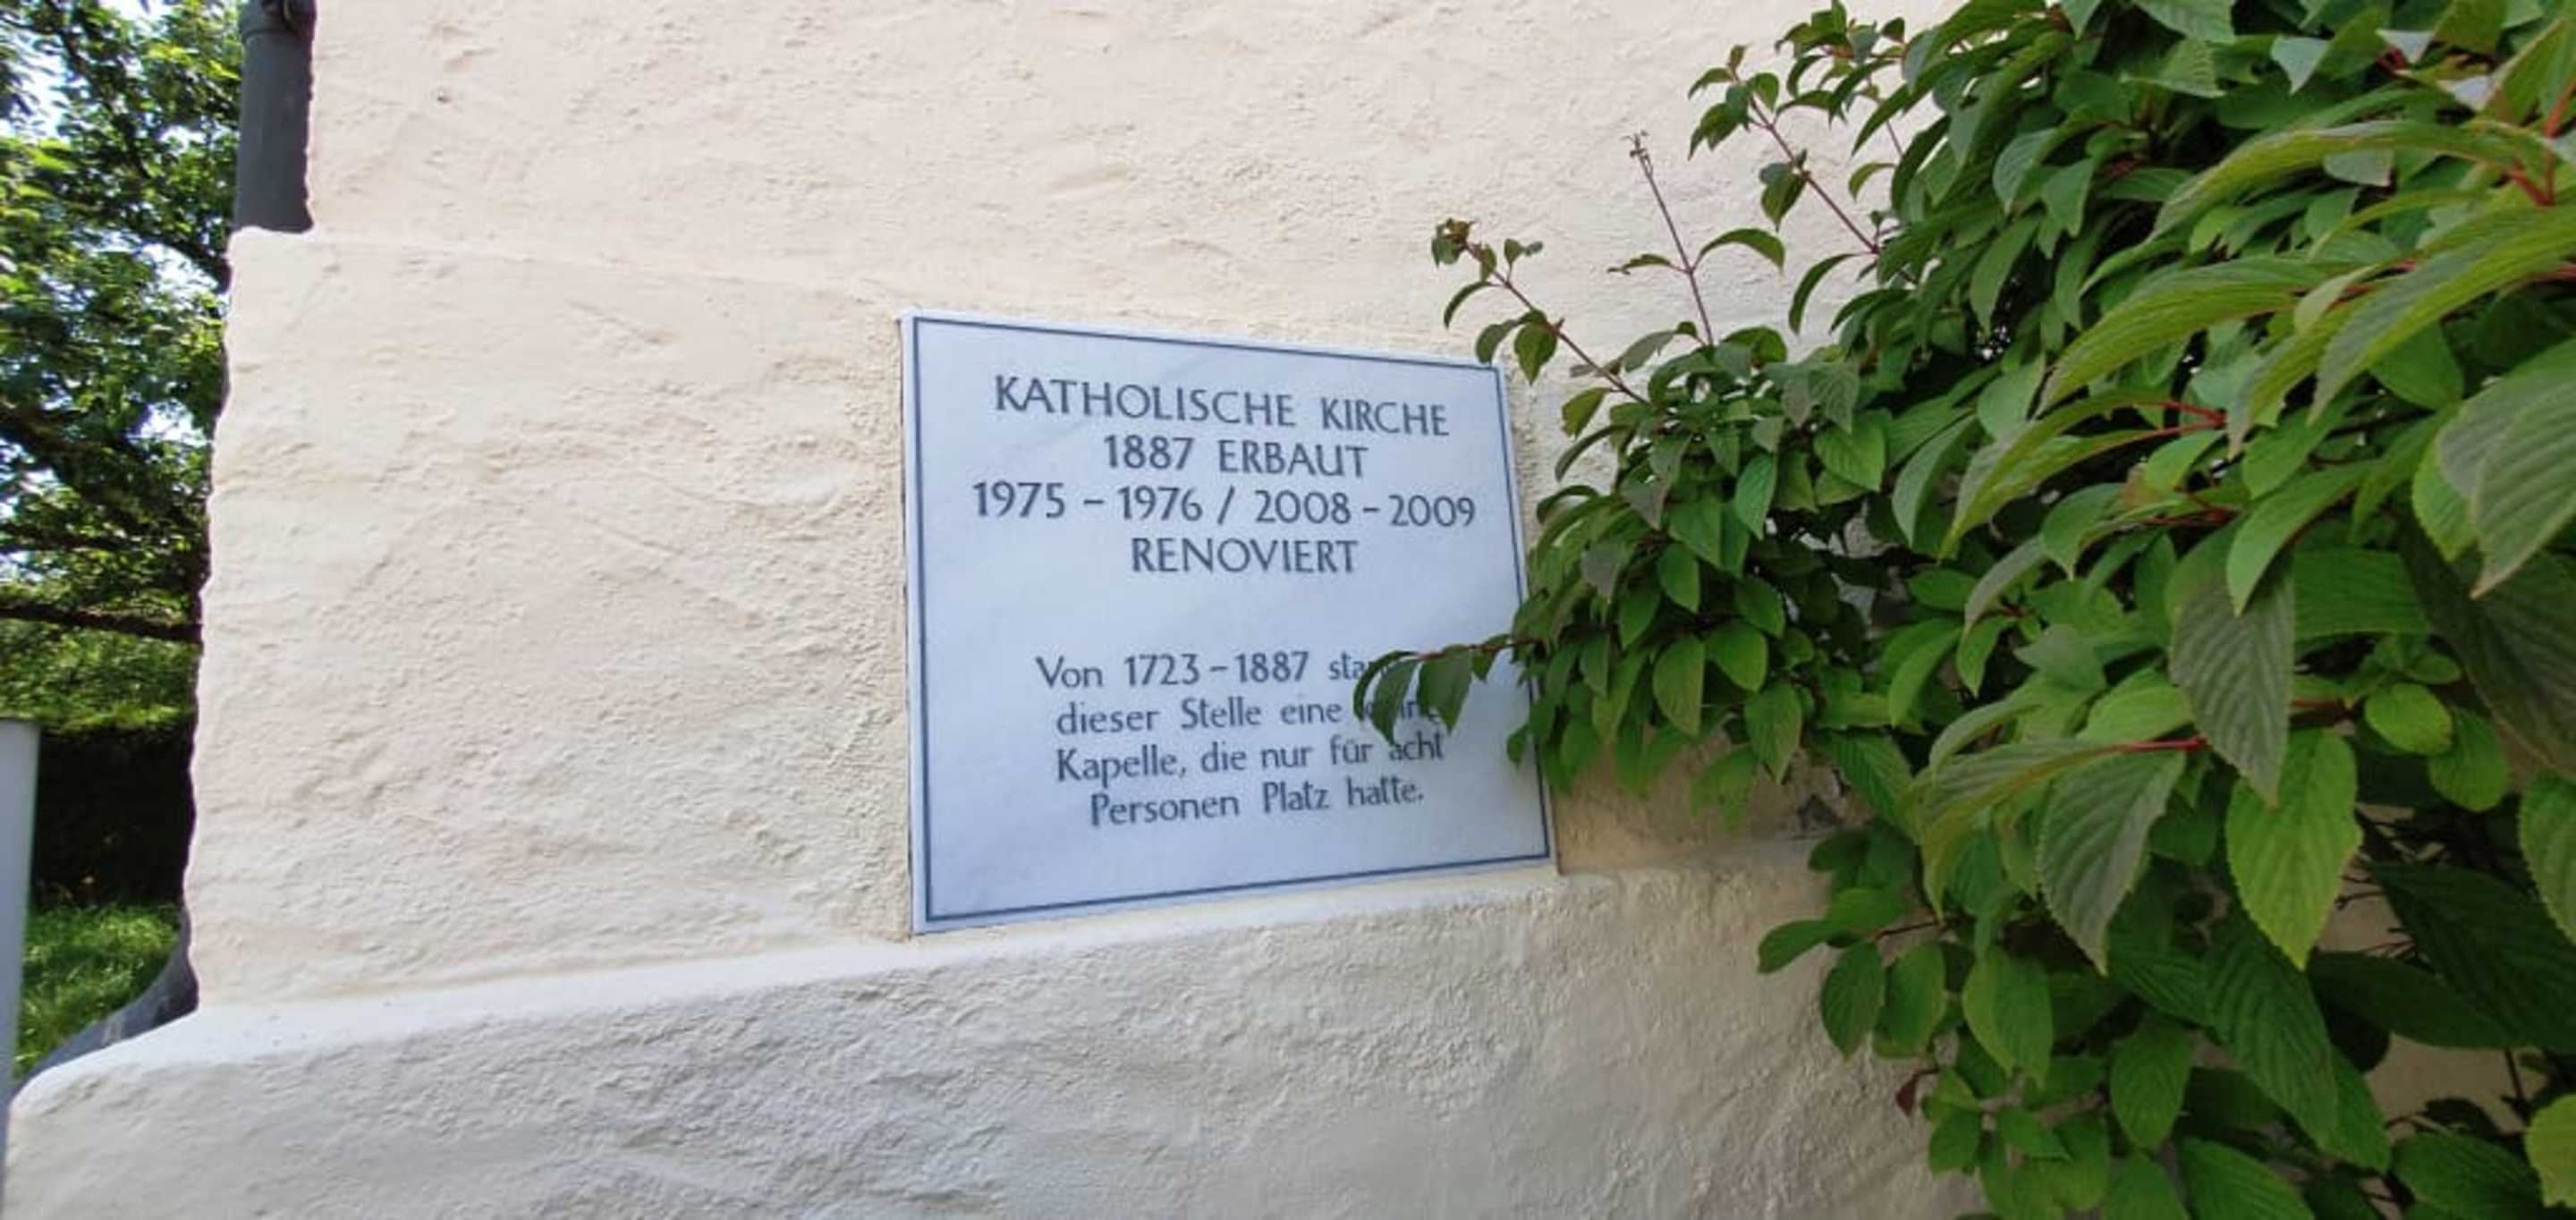 KATHOLISCHE KIRCHE
1887 ERBAUT
1975 – 1976 / 2008 – 2009
RENOVIERT
Von 1723 – 1887
dieser Stelle eine
Kapelle, die nur für acht
Personen Platz hatte.